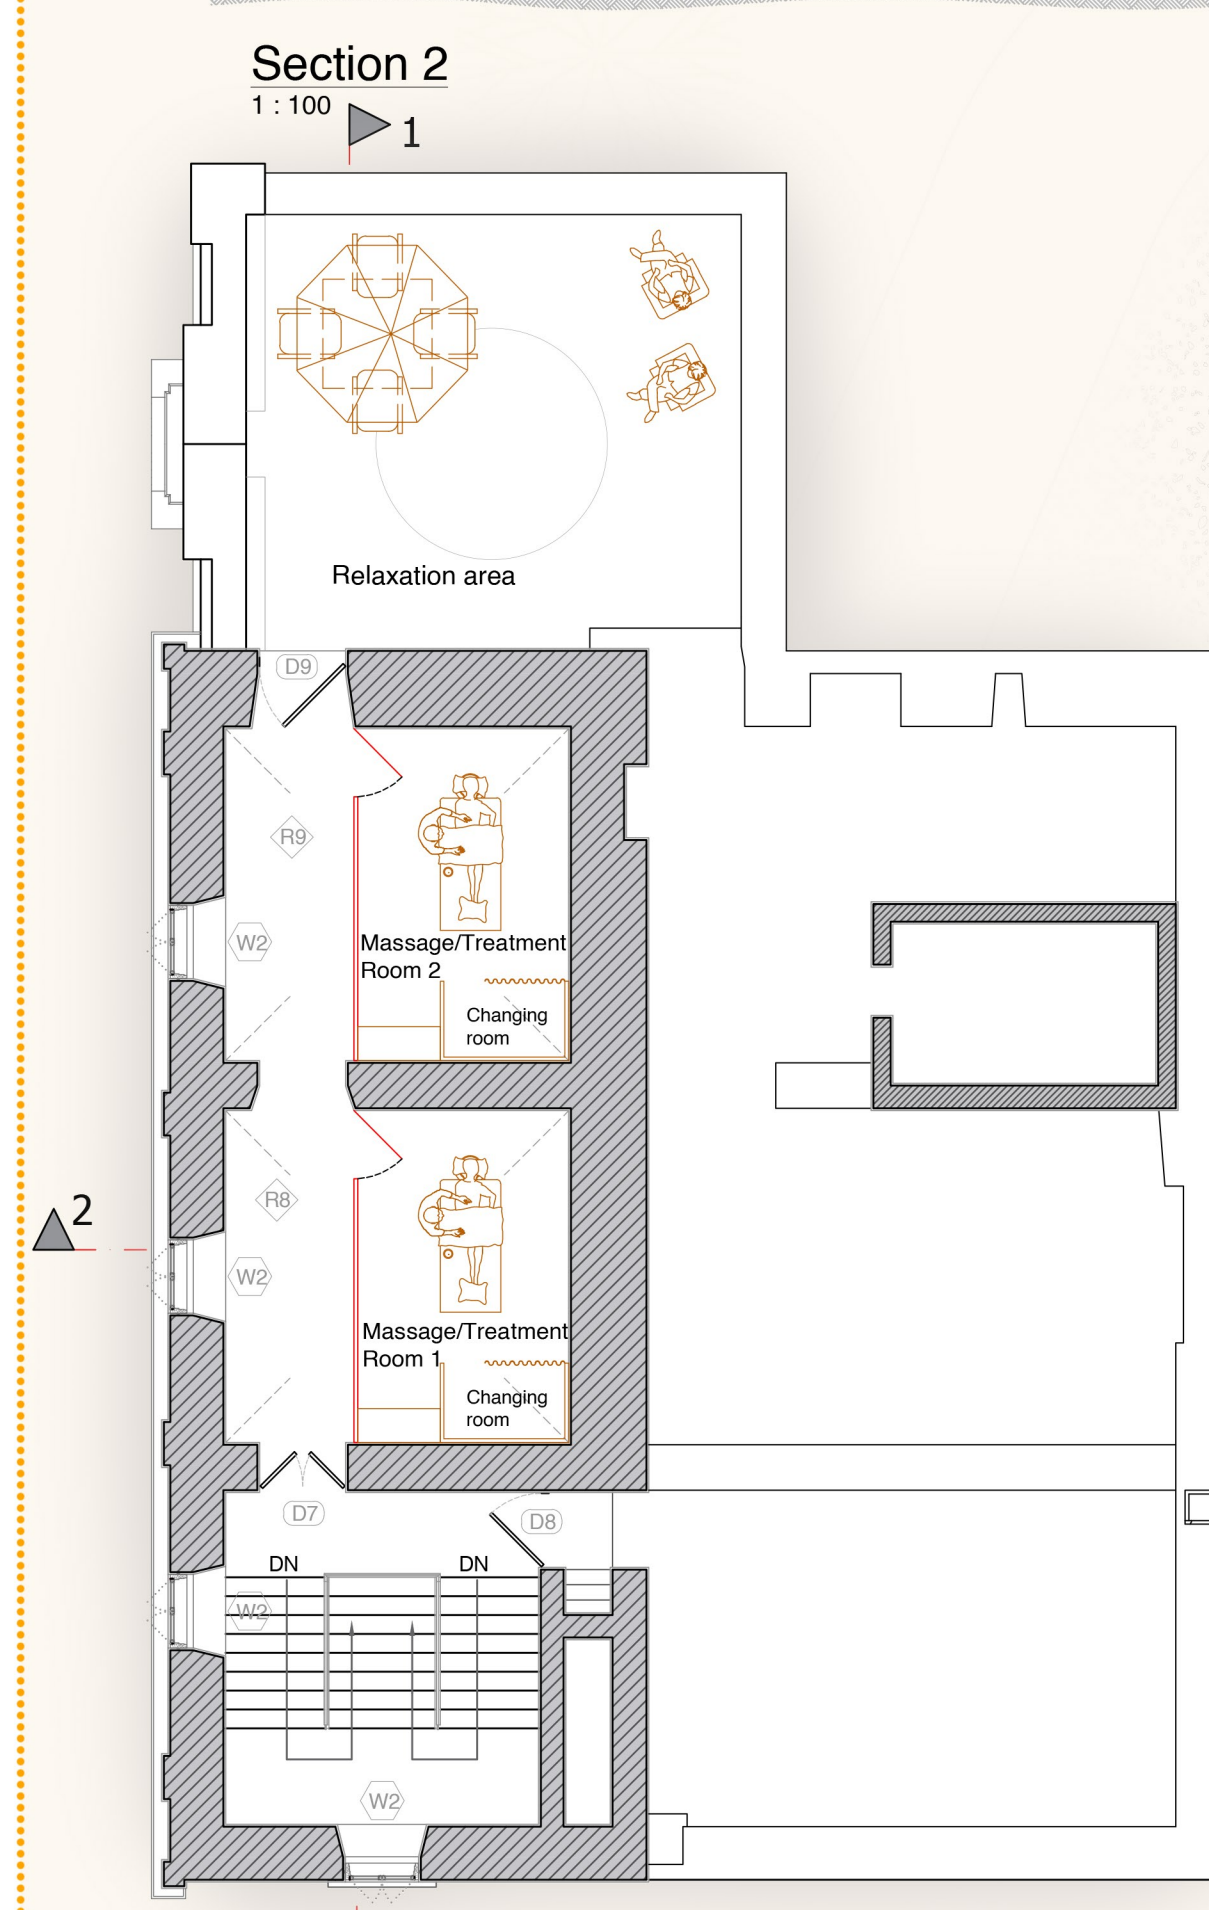 Section 2
1 : 100
1
Relaxation area
D9
R9
W2
Massage/Treatment
Room 2
Changing
room
R8
2
W2
Massage/Treatment
Room 1
Changing
room
D7
D8
DN
DN
W2
W2